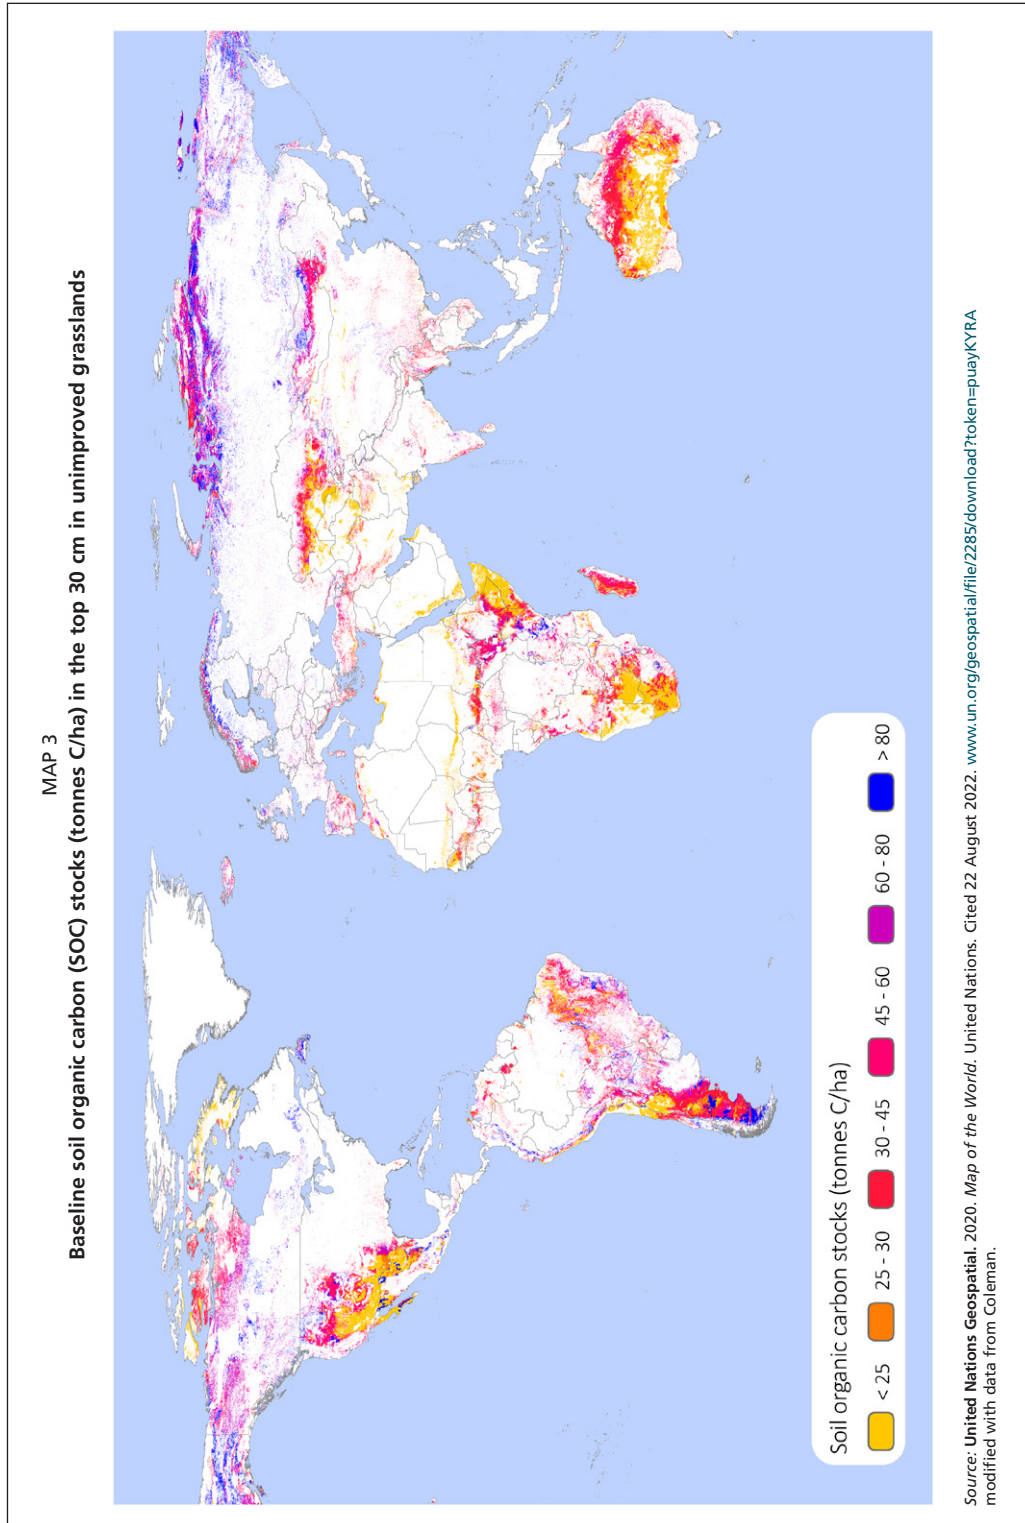 MAP 3
Baseline soil organic carbon (SOC) stocks (tonnes C/ha) in the top 30 cm in unimproved grasslands
Soil organic carbon stocks (tonnes C/ha)
< 25
25 - 30
30 - 45
45 - 60
60 - 80
> 80
Source: United Nations Geospatial. 2020. Map of the World. United Nations. Cited 22 August 2022. www.un.org/geospatial/file/2285/download?token=puayKYRA
modified with data from Coleman.